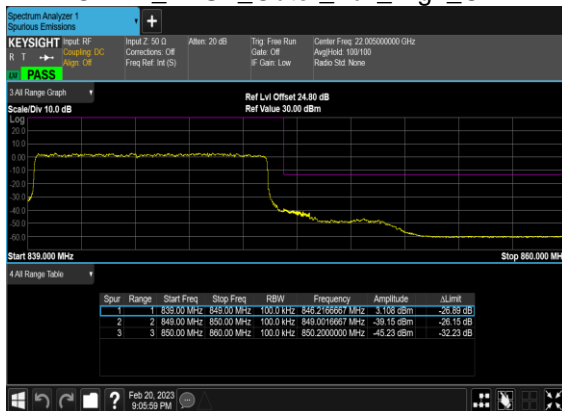 Spectrum Analyzer 1
Spurious Emissions
+
KEYSIGHT Input: RF Input Z: 50 Ω Atten: 20 dB Trig: Free Run Center Freq: 22.005000000 GHz
R T Coupling: DC Corrections: Off Gate: Off Avg|Hold: 100/100
Align: Off Freq Ref: Int (S) IF Gain: Low Radio Std: None
PASS
3 All Range Graph
Ref Lvl Offset 24.80 dB
Scale/Div 10.0 dB Ref Value 30.00 dBm
Log
20.0
10.0
0.00
-10.0
-20.0
-30.0
-40.0
-50.0
-60.0
Start 839.000 MHz Stop 860.000 MH
4 All Range Table
Spur Range Start Freq Stop Freq RBW Frequency Amplitude ΔLimit
1 1 839.00 MHz 849.00 MHz 100.0 kHz 846.2166667 MHz 3.108 dBm -26.89 dB
2 2 849.00 MHz 850.00 MHz 100.0 kHz 849.0016667 MHz -39.15 dBm -26.15 dB
3 3 850.00 MHz 860.00 MHz 100.0 kHz 850.2000000 MHz -45.23 dBm -32.23 dB
?
Feb 20, 2023
9:05:59 PM